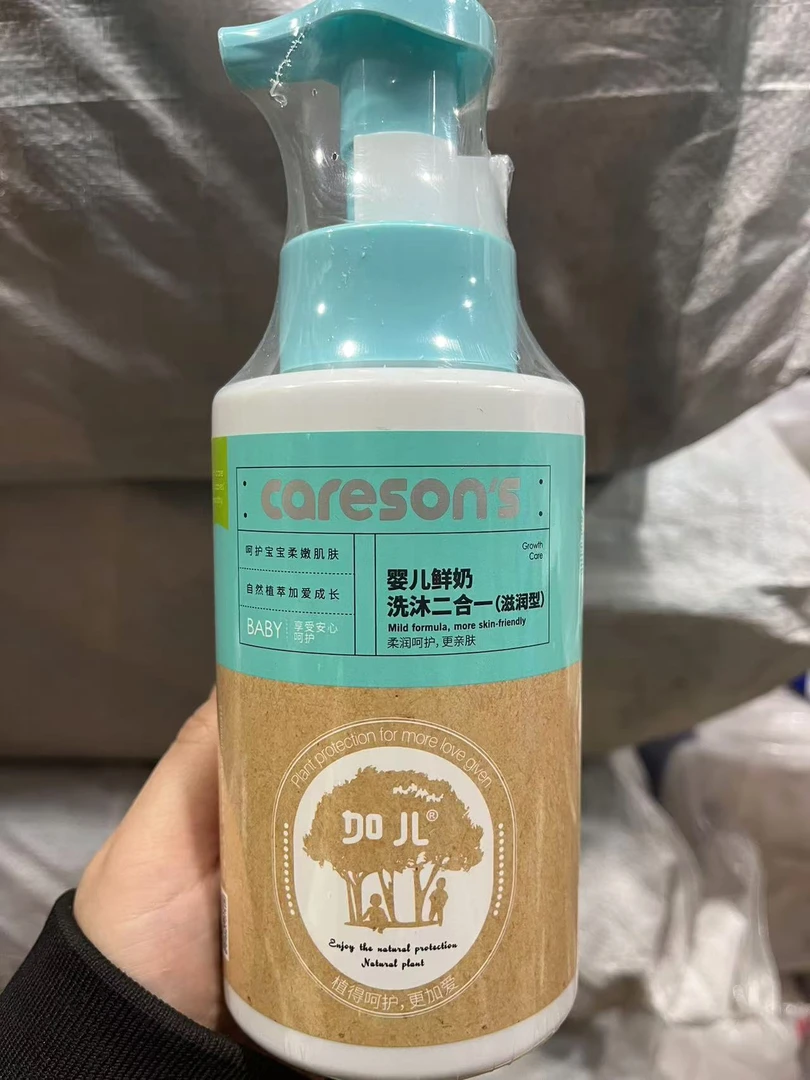 careson's
呵护宝宝柔嫩肌肤
自然植萃加爱成长
BABY
享受安心
呵护
Growth
Care
婴儿鲜奶
洗沐二合一(滋润型)
Mild formula, more skin-friendly
柔润呵护,更亲肤
Plant protection for more love given
加儿®
Enjoy the natural protection
Natural plant
植得呵护,更加爱